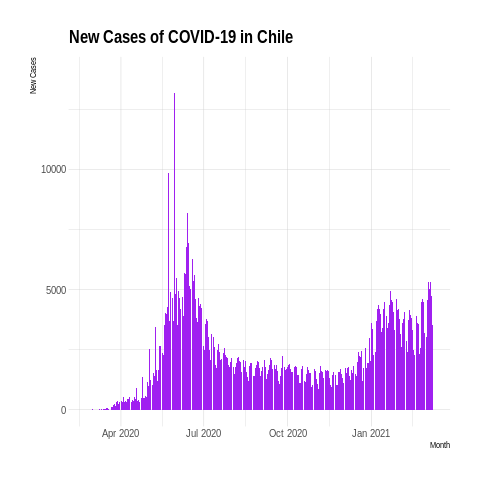 New Cases of COVID-19 in Chile
New Cases
10000
5000
0
Apr 2020 Jul 2020 Oct 2020 Jan 2021
Month